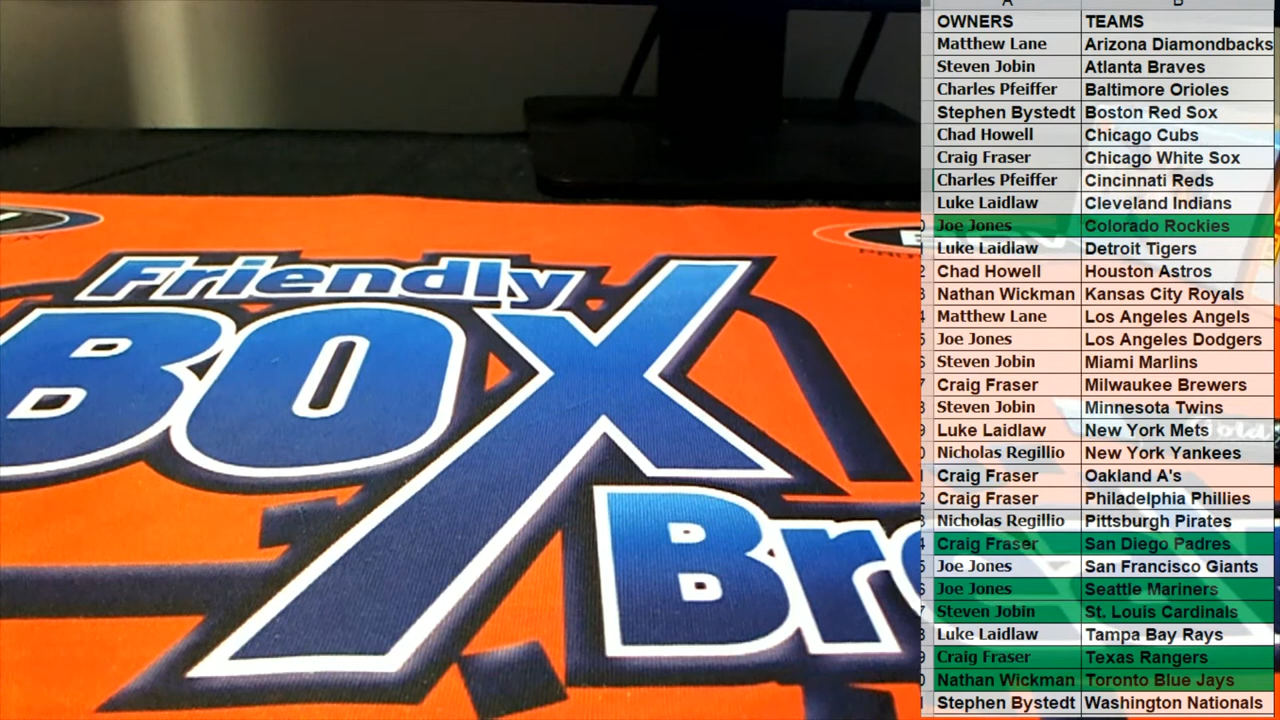 Friendly
BOX
Br
A B
OWNERS TEAMS
Matthew Lane Arizona Diamondbacks
Steven Jobin Atlanta Braves
Charles Pfeiffer Baltimore Orioles
Stephen Bystedt Boston Red Sox
Chad Howell Chicago Cubs
Craig Fraser Chicago White Sox
Charles Pfeiffer Cincinnati Reds
Luke Laidlaw Cleveland Indians
Joe Jones Colorado Rockies
Luke Laidlaw Detroit Tigers
Chad Howell Houston Astros
Nathan Wickman Kansas City Royals
Matthew Lane Los Angeles Angels
Joe Jones Los Angeles Dodgers
Steven Jobin Miami Marlins
Craig Fraser Milwaukee Brewers
Steven Jobin Minnesota Twins
Luke Laidlaw New York Mets
Nicholas Regillio New York Yankees
Craig Fraser Oakland A's
Craig Fraser Philadelphia Phillies
Nicholas Regillio Pittsburgh Pirates
Craig Fraser San Diego Padres
Joe Jones San Francisco Giants
Joe Jones Seattle Mariners
Steven Jobin St. Louis Cardinals
Luke Laidlaw Tampa Bay Rays
Craig Fraser Texas Rangers
Nathan Wickman Toronto Blue Jays
Stephen Bystedt Washington Nationals